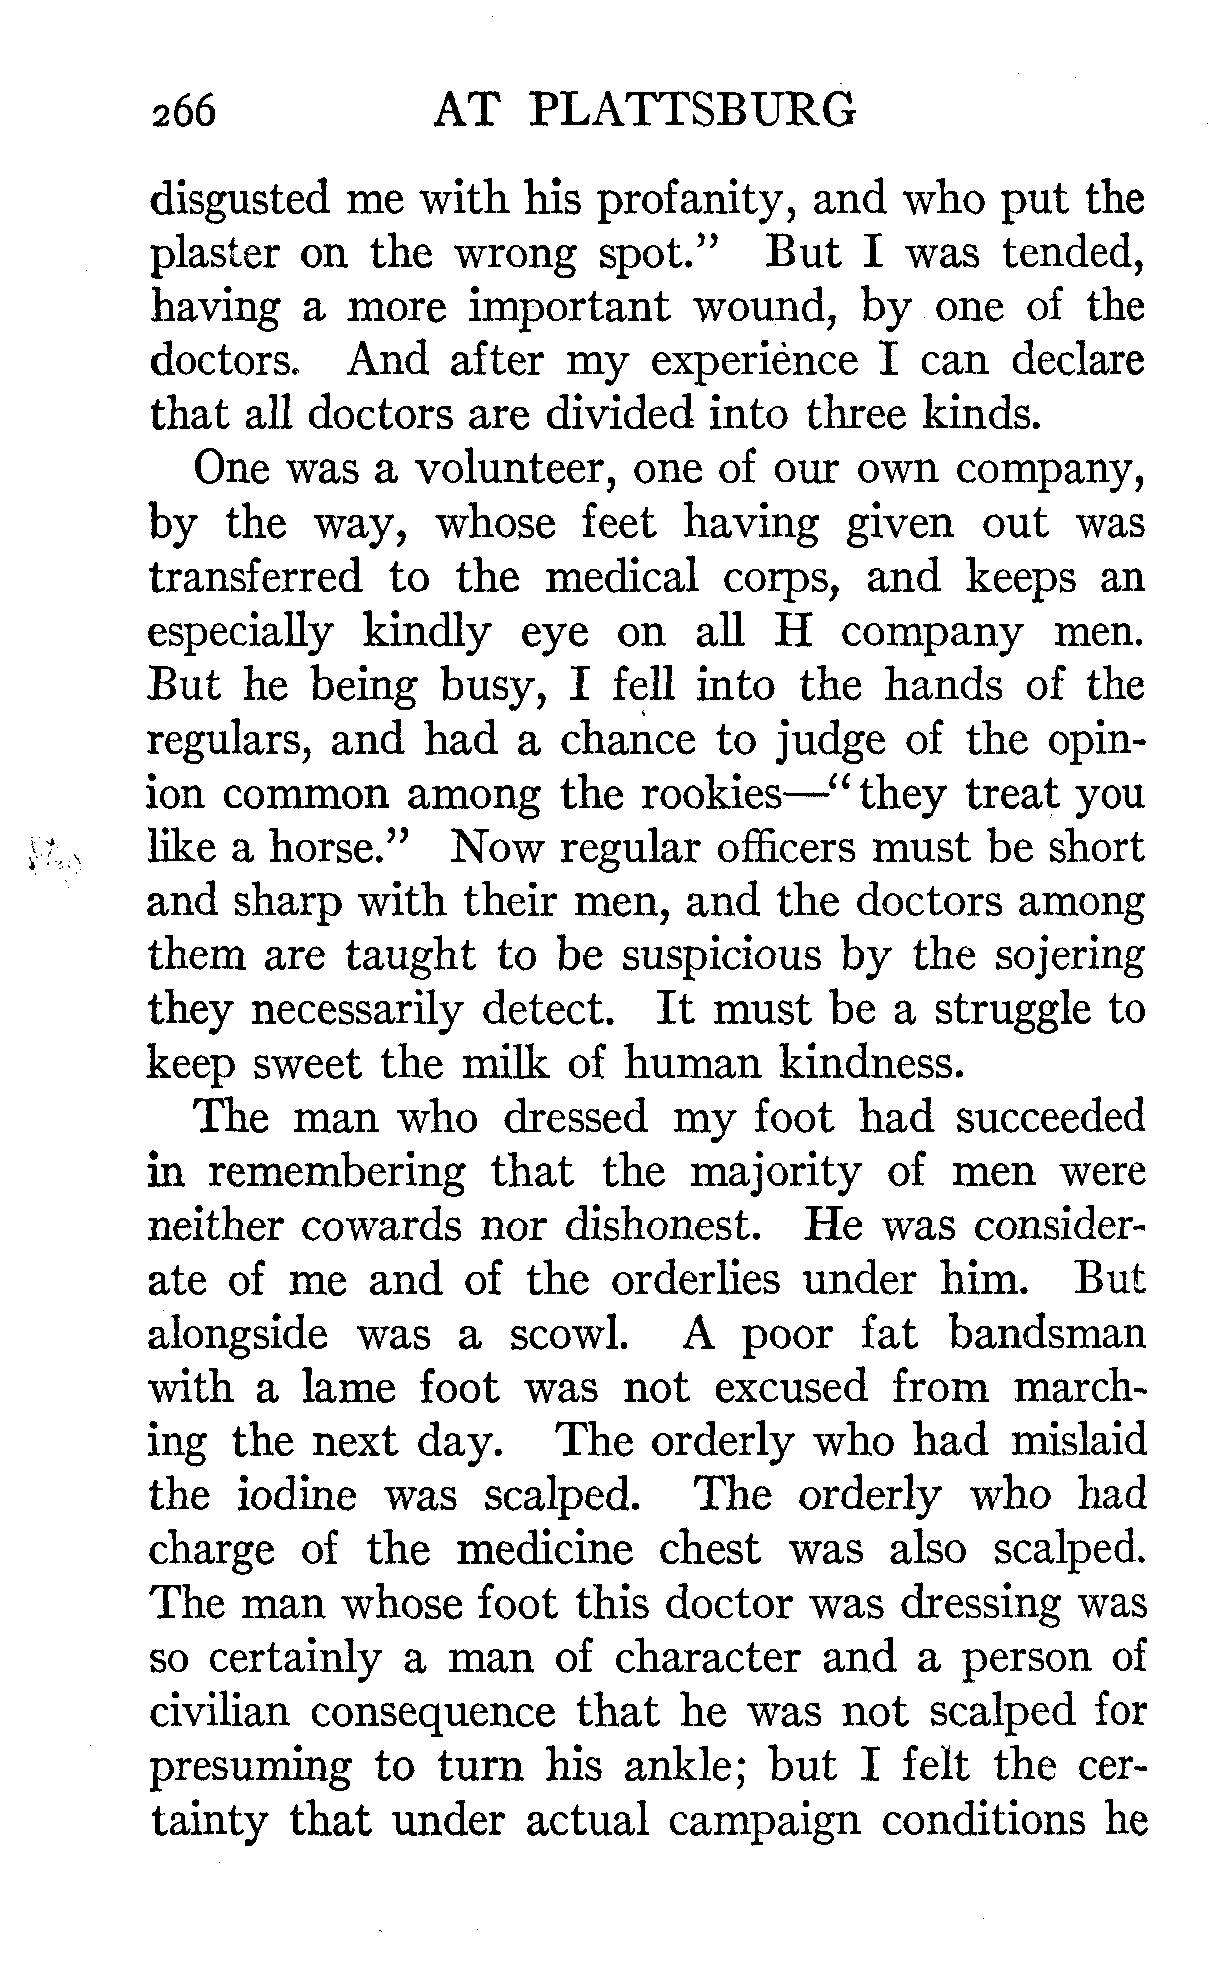 266 AT PLATTSBURG
disgusted me with his profanity, and who put the
plaster on the wrong spot.” But I was tended,
having a more important wound, by one of the
doctors. And after my experience I can declare
that all doctors are divided into three kinds.
One was a volunteer, one of our own company,
by the way, whose feet having given out was
transferred to the medical corps, and keeps an
especially kindly eye on all H company men.
But he being busy, I fell into the hands of the
regulars, and had a chance to judge of the opin-
ion common among the rookies—“they treat you
like a horse.” Now regular officers must be short
and sharp with their men, and the doctors among
them are taught to be suspicious by the sojering
they necessarily detect. It must be a struggle to
keep sweet the milk of human kindness.
The man who dressed my foot had succeeded
in remembering that the majority of men were
neither cowards nor dishonest. He was consider-
ate of me and of the orderlies under him. But
alongside was a scowl. A poor fat bandsman
with a lame foot was not excused from march-
ing the next day. The orderly who had mislaid
the iodine was scalped. The orderly who had
charge of the medicine chest was also scalped.
The man whose foot this doctor was dressing was
so certainly a man of character and a person of
civilian consequence that he was not scalped for
presuming to turn his ankle; but I felt the cer-
tainty that under actual campaign conditions he